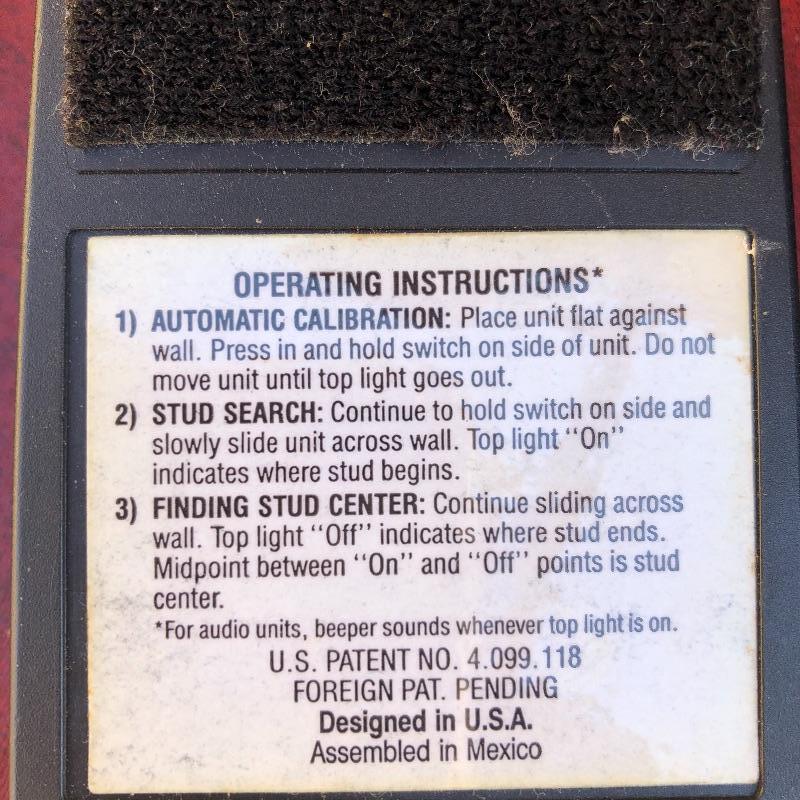 OPERATING INSTRUCTIONS*
1) AUTOMATIC CALIBRATION: Place unit flat against
wall. Press in and hold switch on side of unit. Do not
move unit until top light goes out.
2) STUD SEARCH: Continue to hold switch on side and
slowly slide unit across wall. Top light “On”
indicates where stud begins.
3) FINDING STUD CENTER: Continue sliding across
wall. Top light “Off” indicates where stud ends.
Midpoint between “On” and “Off” points is stud
center.
*For audio units, beeper sounds whenever top light is on.
U.S. PATENT NO. 4.099.118
FOREIGN PAT. PENDING
Designed in U.S.A.
Assembled in Mexico